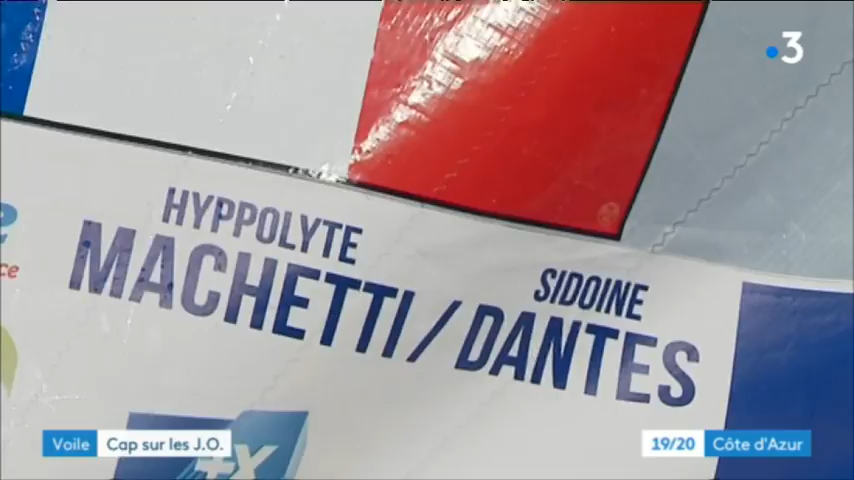 3
HYPPOLYTE
MACHETTI / DANTES
SIDOINE
Voile Cap sur les J.O.
19/20 Côte d'Azur